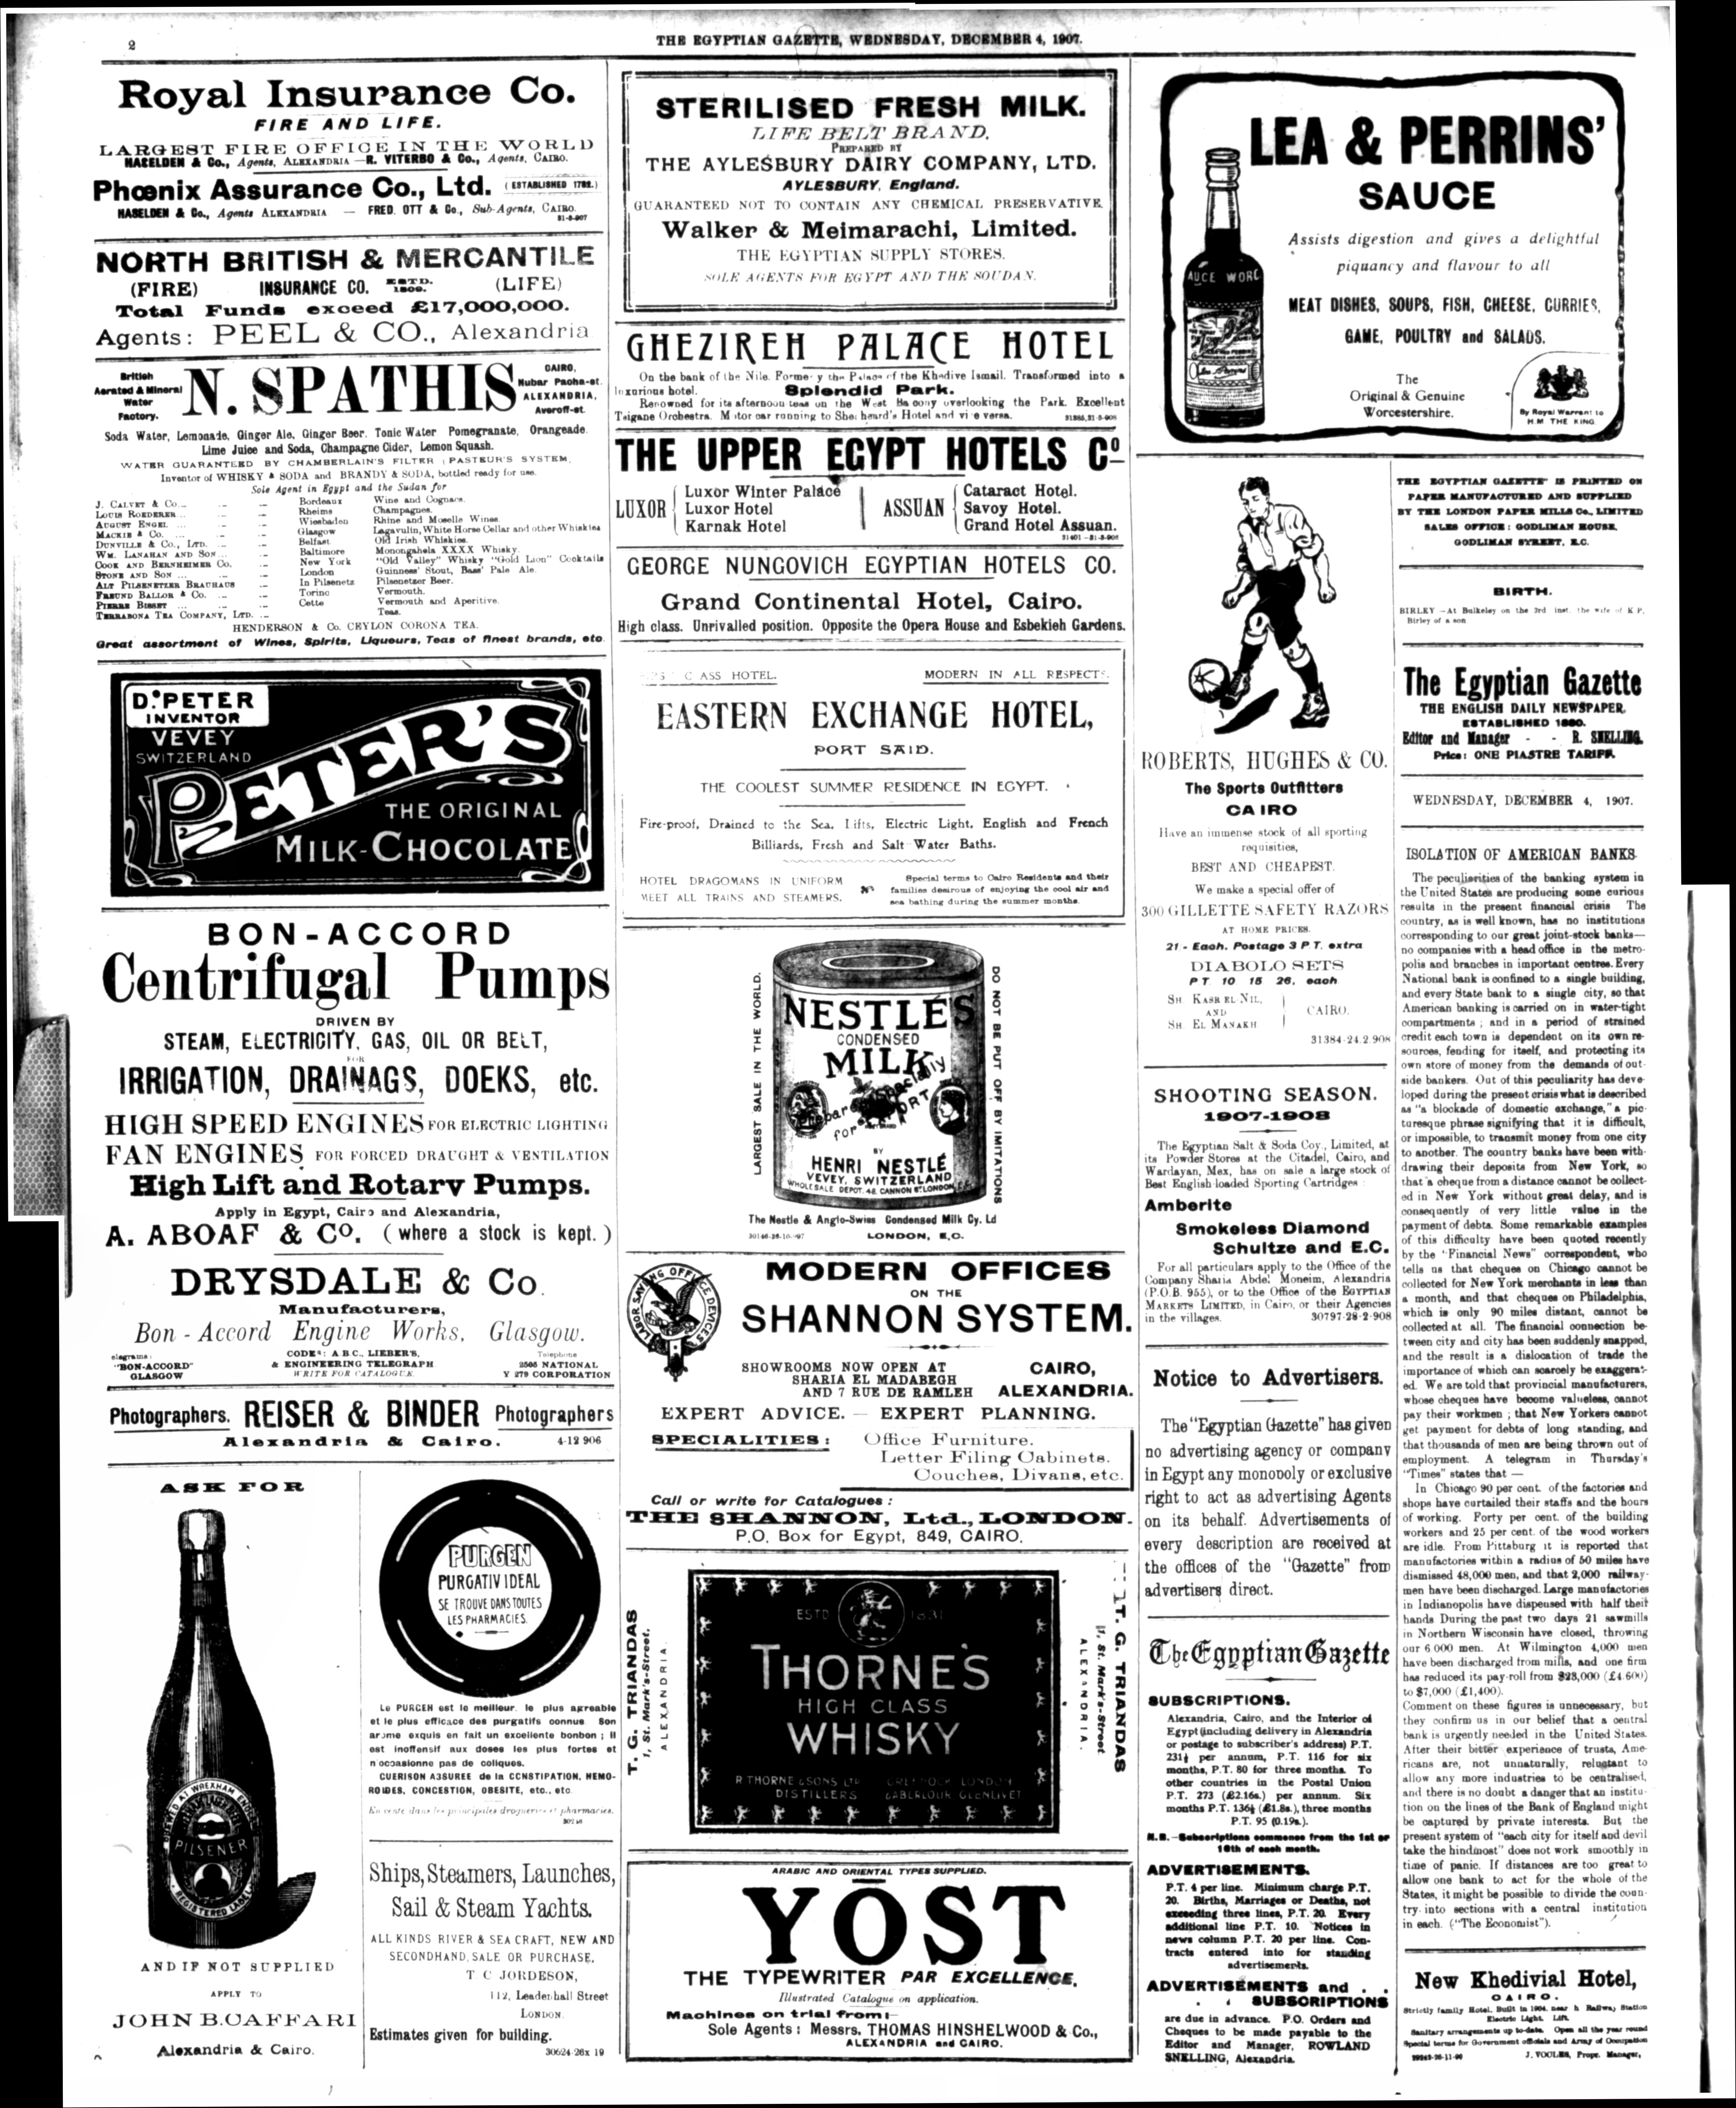 2
THE EGYPTIAN GAZETTE, WEDNESDAY, DECEMBER 4, 1907.
Royal Insurance Co.
FIRE AND LIFE.
LARGEST FIRE OFFICE IN THE WORLD
HASELDEN & Co., Agents, ALEXANDRIA —R. VITERBO & Co., Agents, CAIRO.
Phœnix Assurance Co., Ltd. (ESTABLISHED 1782.)
HASELDEN & Co., Agents ALEXANDRIA — FRED. OTT & Co., Sub-Agents, CAIRO.
31-8-907
NORTH BRITISH & MERCANTILE
(FIRE) INSURANCE CO. ESTD. 1809. (LIFE)
Total Funds exceed £17,000,000.
Agents: PEEL & CO., Alexandria
British
Aerated & Mineral
Water
Factory.
N. SPATHIS
CAIRO,
Nubar Pacha-st.
ALEXANDRIA,
Averoff-st.
Soda Water, Lemonade, Ginger Ale, Ginger Beer, Tonic Water Pomegranate, Orangeade.
Lime Juice and Soda, Champagne Cider, Lemon Squash.
WATER GUARANTEED BY CHAMBERLAIN'S FILTER (PASTEUR'S SYSTEM,
Inventor of WHISKY & SODA and BRANDY & SODA, bottled ready for use.
Sole Agent in Egypt and the Sudan for
J. CALVET & Co... Bordeaux Wine and Cognacs.
LOUIS ROEDERER... Rheims Champagnes.
AUGUST ENGEL ... Wiesbaden Rhine and Moselle Wines.
MACKIE & Co. ... Glasgow Lagavulin, White Horse Cellar and other Whiskies
DUNVILLE & Co., LTD. ... Belfast Old Irish Whiskies.
WM. LANAHAN AND SON... Baltimore Monongahela XXXX Whisky.
COOK AND BERNHEIMER Co. New York "Old Valley" Whisky "Gold Lion" Cocktails
STONE AND SON ... London Guinness' Stout, Bass' Pale Ale.
ALT PILSENETZER BRAUHAUS In Pilsenetz Pilsenetzer Beer.
FREUND BALLOR & Co. ... Torino Vermouth.
PIERRE BISSET ... Cette Vermouth and Aperitive.
TERRABONA TEA COMPANY, LTD. ... Teas.
HENDERSON & Co. CEYLON CORONA TEA.
Great assortment of Wines, Spirits, Liqueurs, Teas of finest brands, etc.
D. PETER
INVENTOR
VEVEY
SWITZERLAND
PETER'S
THE ORIGINAL
MILK-CHOCOLATE
BON-ACCORD
Centrifugal Pumps
DRIVEN BY
STEAM, ELECTRICITY, GAS, OIL OR BELT,
FOR
IRRIGATION, DRAINAGS, DOEKS, etc.
HIGH SPEED ENGINES FOR ELECTRIC LIGHTING
FAN ENGINES FOR FORCED DRAUGHT & VENTILATION
High Lift and Rotary Pumps.
Apply in Egypt, Cairo and Alexandria,
A. ABOAF & Co. (where a stock is kept.)
DRYSDALE & Co.
Manufacturers,
Bon-Accord Engine Works, Glasgow.
elegrams:
"BON-ACCORD"
GLASGOW
CODES: A B C., LIEBER'S,
& ENGINEERING TELEGRAPH
WRITE FOR CATALOGUE.
Telephone
2505 NATIONAL
Y 279 CORPORATION
Photographers. REISER & BINDER Photographers
Alexandria & Cairo. 4-12 906
ASK FOR
BREWED AT WREXHAM
PILSENER
REGISTERED LABEL
AND IF NOT SUPPLIED
APPLY TO
JOHN B. CAFFARI
Alexandria & Cairo.
PURGEN
PURGATIV IDEAL
SE TROUVE DANS TOUTES
LES PHARMACIES.
Le PURGEN est le meilleur, le plus agreable
et le plus efficace des purgatifs connus Son
arome exquis en fait un excellente bonbon; il
est inoffensif aux doses les plus fortes et
n occasionne pas de coliques.
GUERISON ASSUREE de la CONSTIPATION, HEMO-
ROIDES, CONGESTION, OBESITE, etc., etc
En vente dans les principales drogueries et pharmacies.
Ships, Steamers, Launches,
Sail & Steam Yachts.
ALL KINDS RIVER & SEA CRAFT, NEW AND
SECONDHAND, SALE OR PURCHASE.
T C JORDESON,
112, Leadenhall Street
LONDON.
Estimates given for building.
30624-26x 19
STERILISED FRESH MILK.
LIFE BELT BRAND,
PREPARED BY
THE AYLESBURY DAIRY COMPANY, LTD.
AYLESBURY, England.
GUARANTEED NOT TO CONTAIN ANY CHEMICAL PRESERVATIVE.
Walker & Meimarachi, Limited.
THE EGYPTIAN SUPPLY STORES.
SOLE AGENTS FOR EGYPT AND THE SOUDAN.
GHEZIREH PALACE HOTEL
On the bank of the Nile. Formery the Palace of the Khedive Ismail. Transformed into a
luxurious hotel. Splendid Park.
Renowned for its afternoon teas on the West Balcony overlooking the Park. Excellent
Tsigane Orchestra. Motor car running to Shepheard's Hotel and vice versa. 31385,31-5-908
THE UPPER EGYPT HOTELS Co
LUXOR
Luxor Winter Palace
Luxor Hotel
Karnak Hotel
ASSUAN
Cataract Hotel.
Savoy Hotel.
Grand Hotel Assuan.
31401-31-5-908
GEORGE NUNGOVICH EGYPTIAN HOTELS CO.
Grand Continental Hotel, Cairo.
High class. Unrivalled position. Opposite the Opera House and Esbekieh Gardens.
CLASS HOTEL. MODERN IN ALL RESPECTS.
EASTERN EXCHANGE HOTEL,
PORT SAID.
THE COOLEST SUMMER RESIDENCE IN EGYPT.
Fire-proof, Drained to the Sea, Lifts, Electric Light, English and French
Billiards, Fresh and Salt Water Baths.
HOTEL DRAGOMANS IN UNIFORM
MEET ALL TRAINS AND STEAMERS.
Special terms to Cairo Residents and their
families desirous of enjoying the cool air and
sea bathing during the summer months.
LARGEST SALE IN THE WORLD.
NESTLÉ'S
CONDENSED
MILK
Prepared Specially
for EXPORT
BY
HENRI NESTLÉ
VEVEY, SWITZERLAND
WHOLESALE DEPOT. 48, CANNON ST. LONDON, E.C.
DO NOT BE PUT OFF BY IMITATIONS
The Nestle & Anglo-Swiss Condensed Milk Cy. Ld
LONDON, E.C.
LABOR SAVING OFFICE DEVICES
MODERN OFFICES
ON THE
SHANNON SYSTEM.
SHOWROOMS NOW OPEN AT
SHARIA EL MADABEGH CAIRO,
AND 7 RUE DE RAMLEH ALEXANDRIA.
EXPERT ADVICE. — EXPERT PLANNING.
SPECIALITIES: Office Furniture.
Letter Filing Cabinets.
Couches, Divans, etc.
Call or write for Catalogues:
THE SHANNON, Ltd., LONDON.
P.O. Box for Egypt, 849, CAIRO.
T. G. TRIANDAS
1, St. Mark's-Street,
ALEXANDRIA.
ESTD 1831
THORNE'S
HIGH CLASS
WHISKY
R THORNE & SONS LTD
DISTILLERS
GREENOCK LONDON
& ABERLOUR GLENLIVET
T. G. TRIANDAS
1, St. Mark's-Street
ALEXANDRIA.
ARABIC AND ORIENTAL TYPES SUPPLIED.
YOST
THE TYPEWRITER PAR EXCELLENCE.
Illustrated Catalogue on application.
Machines on trial from:—
Sole Agents: Messrs. THOMAS HINSHELWOOD & Co.,
ALEXANDRIA and CAIRO.
LEA & PERRINS'
SAUCE
Assists digestion and gives a delightful
piquancy and flavour to all
MEAT DISHES, SOUPS, FISH, CHEESE, CURRIES,
GAME, POULTRY and SALADS.
The
Original & Genuine
Worcestershire.
By Royal Warrant to
H.M THE KING.
AUCE WORC
ROBERTS, HUGHES & CO.
The Sports Outfitters
CAIRO
Have an immense stock of all sporting
requisities,
BEST AND CHEAPEST.
We make a special offer of
300 GILLETTE SAFETY RAZORS
AT HOME PRICES.
21 - Each. Postage 3 P T. extra
DIABOLO SETS
P T 10 15 26. each
SH KASR EL NIL,
AND
SH EL MANAKH
CAIRO.
31384-24.2.908
SHOOTING SEASON.
1907-1908
The Egyptian Salt & Soda Coy., Limited, at
its Powder Stores at the Citadel, Cairo, and
Wardayan, Mex, has on sale a large stock of
Best English loaded Sporting Cartridges
Amberite
Smokeless Diamond
Schultze and E.C.
For all particulars apply to the Office of the
Company Sharia Abdel Moneim, Alexandria
(P.O.B. 955), or to the Office of the EGYPTIAN
MARKETS LIMITED, in Cairo, or their Agencies
in the villages. 30797-28-2-908
Notice to Advertisers.
The "Egyptian Gazette" has given
no advertising agency or company
in Egypt any monopoly or exclusive
right to act as advertising Agents
on its behalf. Advertisements of
every description are received at
the offices of the "Gazette" from
advertisers direct.
The Egyptian Gazette
SUBSCRIPTIONS.
Alexandria, Cairo, and the Interior of
Egypt (including delivery in Alexandria
or postage to subscriber's address) P.T.
231½ per annum, P.T. 116 for six
months, P.T. 80 for three months. To
other countries in the Postal Union
P.T. 273 (£2.16s.) per annum. Six
months P.T. 136½ (£1.8s.), three months
P.T. 95 (0.19s.).
N.B.—Subscriptions commence from the 1st or
16th of each month.
ADVERTISEMENTS.
P.T. 4 per line. Minimum charge P.T.
20. Births, Marriages or Deaths, not
exceeding three lines, P.T. 20. Every
additional line P.T. 10. Notices in
news column P.T. 20 per line. Con-
tracts entered into for standing
advertisements.
ADVERTISEMENTS and . .
. . SUBSCRIPTIONS
are due in advance. P.O. Orders and
Cheques to be made payable to the
Editor and Manager, ROWLAND
SNELLING, Alexandria.
THE EGYPTIAN GAZETTE IS PRINTED ON
PAPER MANUFACTURED AND SUPPLIED
BY THE LONDON PAPER MILLS Co., LIMITED
SALES OFFICE: GODLIMAN HOUSE,
GODLIMAN STREET, E.C.
BIRTH.
BIRLEY —At Bulkeley on the 3rd inst. the wife of K P.
Birley of a son
The Egyptian Gazette
THE ENGLISH DAILY NEWSPAPER.
ESTABLISHED 1880.
Editor and Manager - - R. SNELLING.
Price: ONE PIASTRE TARIFF.
WEDNESDAY, DECEMBER 4, 1907.
ISOLATION OF AMERICAN BANKS.
The peculiarities of the banking system in
the United States are producing some curious
results in the present financial crisis The
country, as is well known, has no institutions
corresponding to our great joint-stock banks—
no companies with a head office in the metro-
polis and branches in important centres. Every
National bank is confined to a single building,
and every State bank to a single city, so that
American banking is carried on in water-tight
compartments; and in a period of strained
credit each town is dependent on its own re-
sources, fending for itself, and protecting its
own store of money from the demands of out-
side bankers. Out of this peculiarity has deve-
loped during the present crisis what is described
as "a blockade of domestic exchange," a pic-
turesque phrase signifying that it is difficult,
or impossible, to transmit money from one city
to another. The country banks have been with-
drawing their deposits from New York, so
that a cheque from a distance cannot be collect-
ed in New York without great delay, and is
consequently of very little value in the
payment of debts. Some remarkable examples
of this difficulty have been quoted recently
by the "Financial News" correspondent, who
tells us that cheques on Chicago cannot be
collected for New York merchants in less than
a month, and that cheques on Philadelphia,
which is only 90 miles distant, cannot be
collected at all. The financial connection be-
tween city and city has been suddenly snapped,
and the result is a dislocation of trade the
importance of which can scarcely be exaggerat-
ed. We are told that provincial manufacturers,
whose cheques have become valueless, cannot
pay their workmen; that New Yorkers cannot
get payment for debts of long standing, and
that thousands of men are being thrown out of
employment. A telegram in Thursday's
"Times" states that —
In Chicago 90 per cent. of the factories and
shops have curtailed their staffs and the hours
of working. Forty per cent. of the building
workers and 25 per cent. of the wood workers
are idle. From Pittsburg it is reported that
manufactories within a radius of 50 miles have
dismissed 48,000 men, and that 2,000 railway-
men have been discharged. Large manufactories
in Indianopolis have dispensed with half their
hands During the past two days 21 sawmills
in Northern Wisconsin have closed, throwing
our 6.000 men. At Wilmington 4,000 men
have been discharged from mills, and one firm
has reduced its pay-roll from $23,000 (£4.600)
to $7,000 (£1,400).
Comment on these figures is unnecessary, but
they confirm us in our belief that a central
bank is urgently needed in the United States.
After their bitter experience of trusts, Ame-
ricans are, not unnaturally, reluctant to
allow any more industries to be centralised,
and there is no doubt a danger that an institu-
tion on the lines of the Bank of England might
be captured by private interests. But the
present system of "each city for itself and devil
take the hindmost" does not work smoothly in
time of panic. If distances are too great to
allow one bank to act for the whole of the
States, it might be possible to divide the coun-
try into sections with a central institution
in each. ("The Economist").
New Khedivial Hotel,
CAIRO.
Strictly family Hotel. Built in 1904. near h Railway Station
Electric Light. Lift.
Sanitary arrangements up to-date. Open all the year round
Special terms for Government officials and Army of Occupation
J. VOOLES, Propr. Manager,